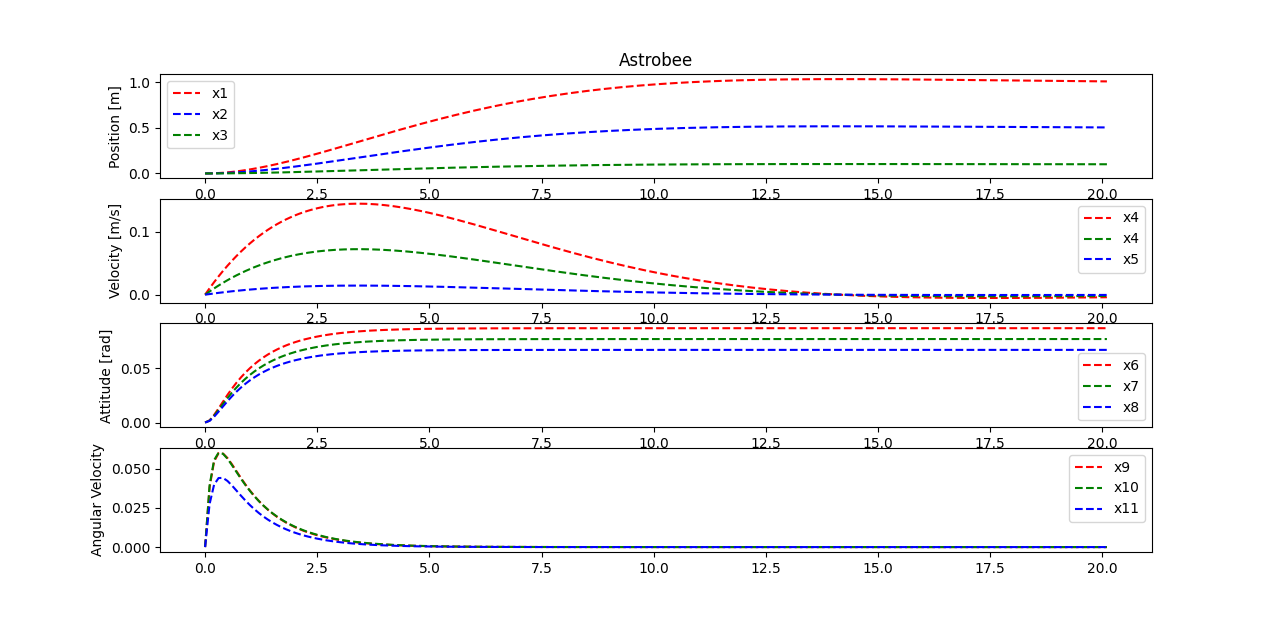 Astrobee
Position [m]
1.0
0.5
0.0
x1
x2
x3
0.0 2.5 5.0 7.5 10.0 12.5 15.0 17.5 20.0
Velocity [m/s]
0.1
0.0
x4
x4
x5
0.0 2.5 5.0 7.5 10.0 12.5 15.0 17.5 20.0
Attitude [rad]
0.05
0.00
x6
x7
x8
0.0 2.5 5.0 7.5 10.0 12.5 15.0 17.5 20.0
Angular Velocity
0.050
0.025
0.000
x9
x10
x11
0.0 2.5 5.0 7.5 10.0 12.5 15.0 17.5 20.0